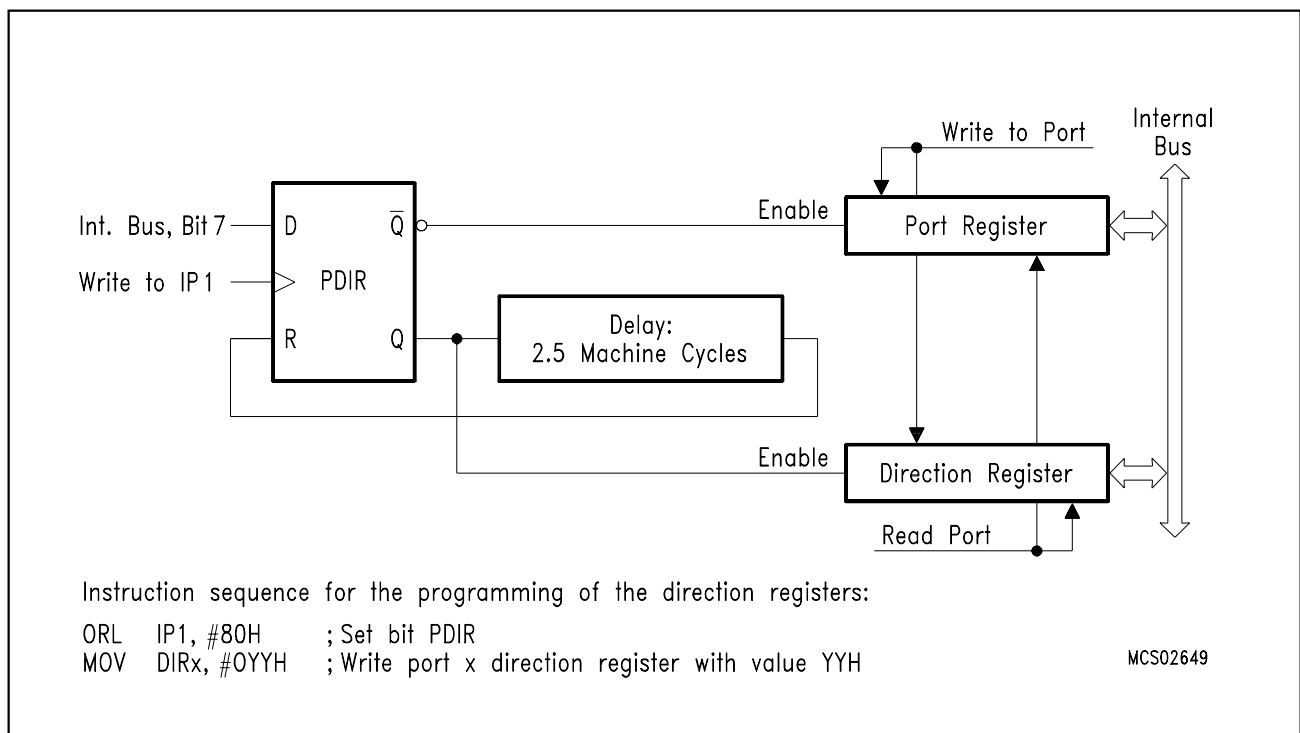 Write to Port
Internal
Bus
Int. Bus, Bit 7
D
Q
Enable
Port Register
Write to IP1
PDIR
R
Q
Delay:
2.5 Machine Cycles
Enable
Direction Register
Read Port
Instruction sequence for the programming of the direction registers:
ORL IP1, #80H ; Set bit PDIR
MOV DIRx, #0YYH ; Write port x direction register with value YYH
MCS02649